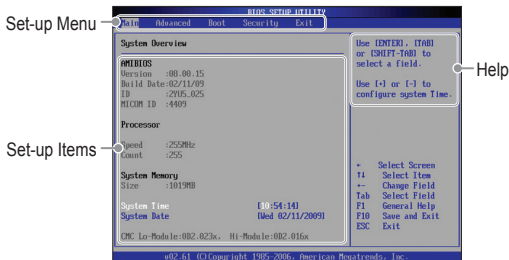 BIOS SETUP UTILITY
Set-up Menu
Main Advanced Boot Security Exit
System Overview
Use [ENTER], [TAB]
or [SHIFT-TAB] to
select a field.
Use [+] or [-] to
configure system Time.
Help
AMIBIOS
Version :08.00.15
Build Date:02/11/09
ID :2YU5.025
MICOM ID :4409
Processor
Set-up Items
Speed :255MHz
Count :255
System Memory
Size :1019MB
System Time [10:54:14]
System Date [Wed 02/11/2009]
CMC Lo-Module:0D2.023x, Hi-Module:0D2.016x
← Select Screen
↑↓ Select Item
+- Change Field
Tab Select Field
F1 General Help
F10 Save and Exit
ESC Exit
v02.61 (C)Copyright 1985-2006, American Megatrends, Inc.